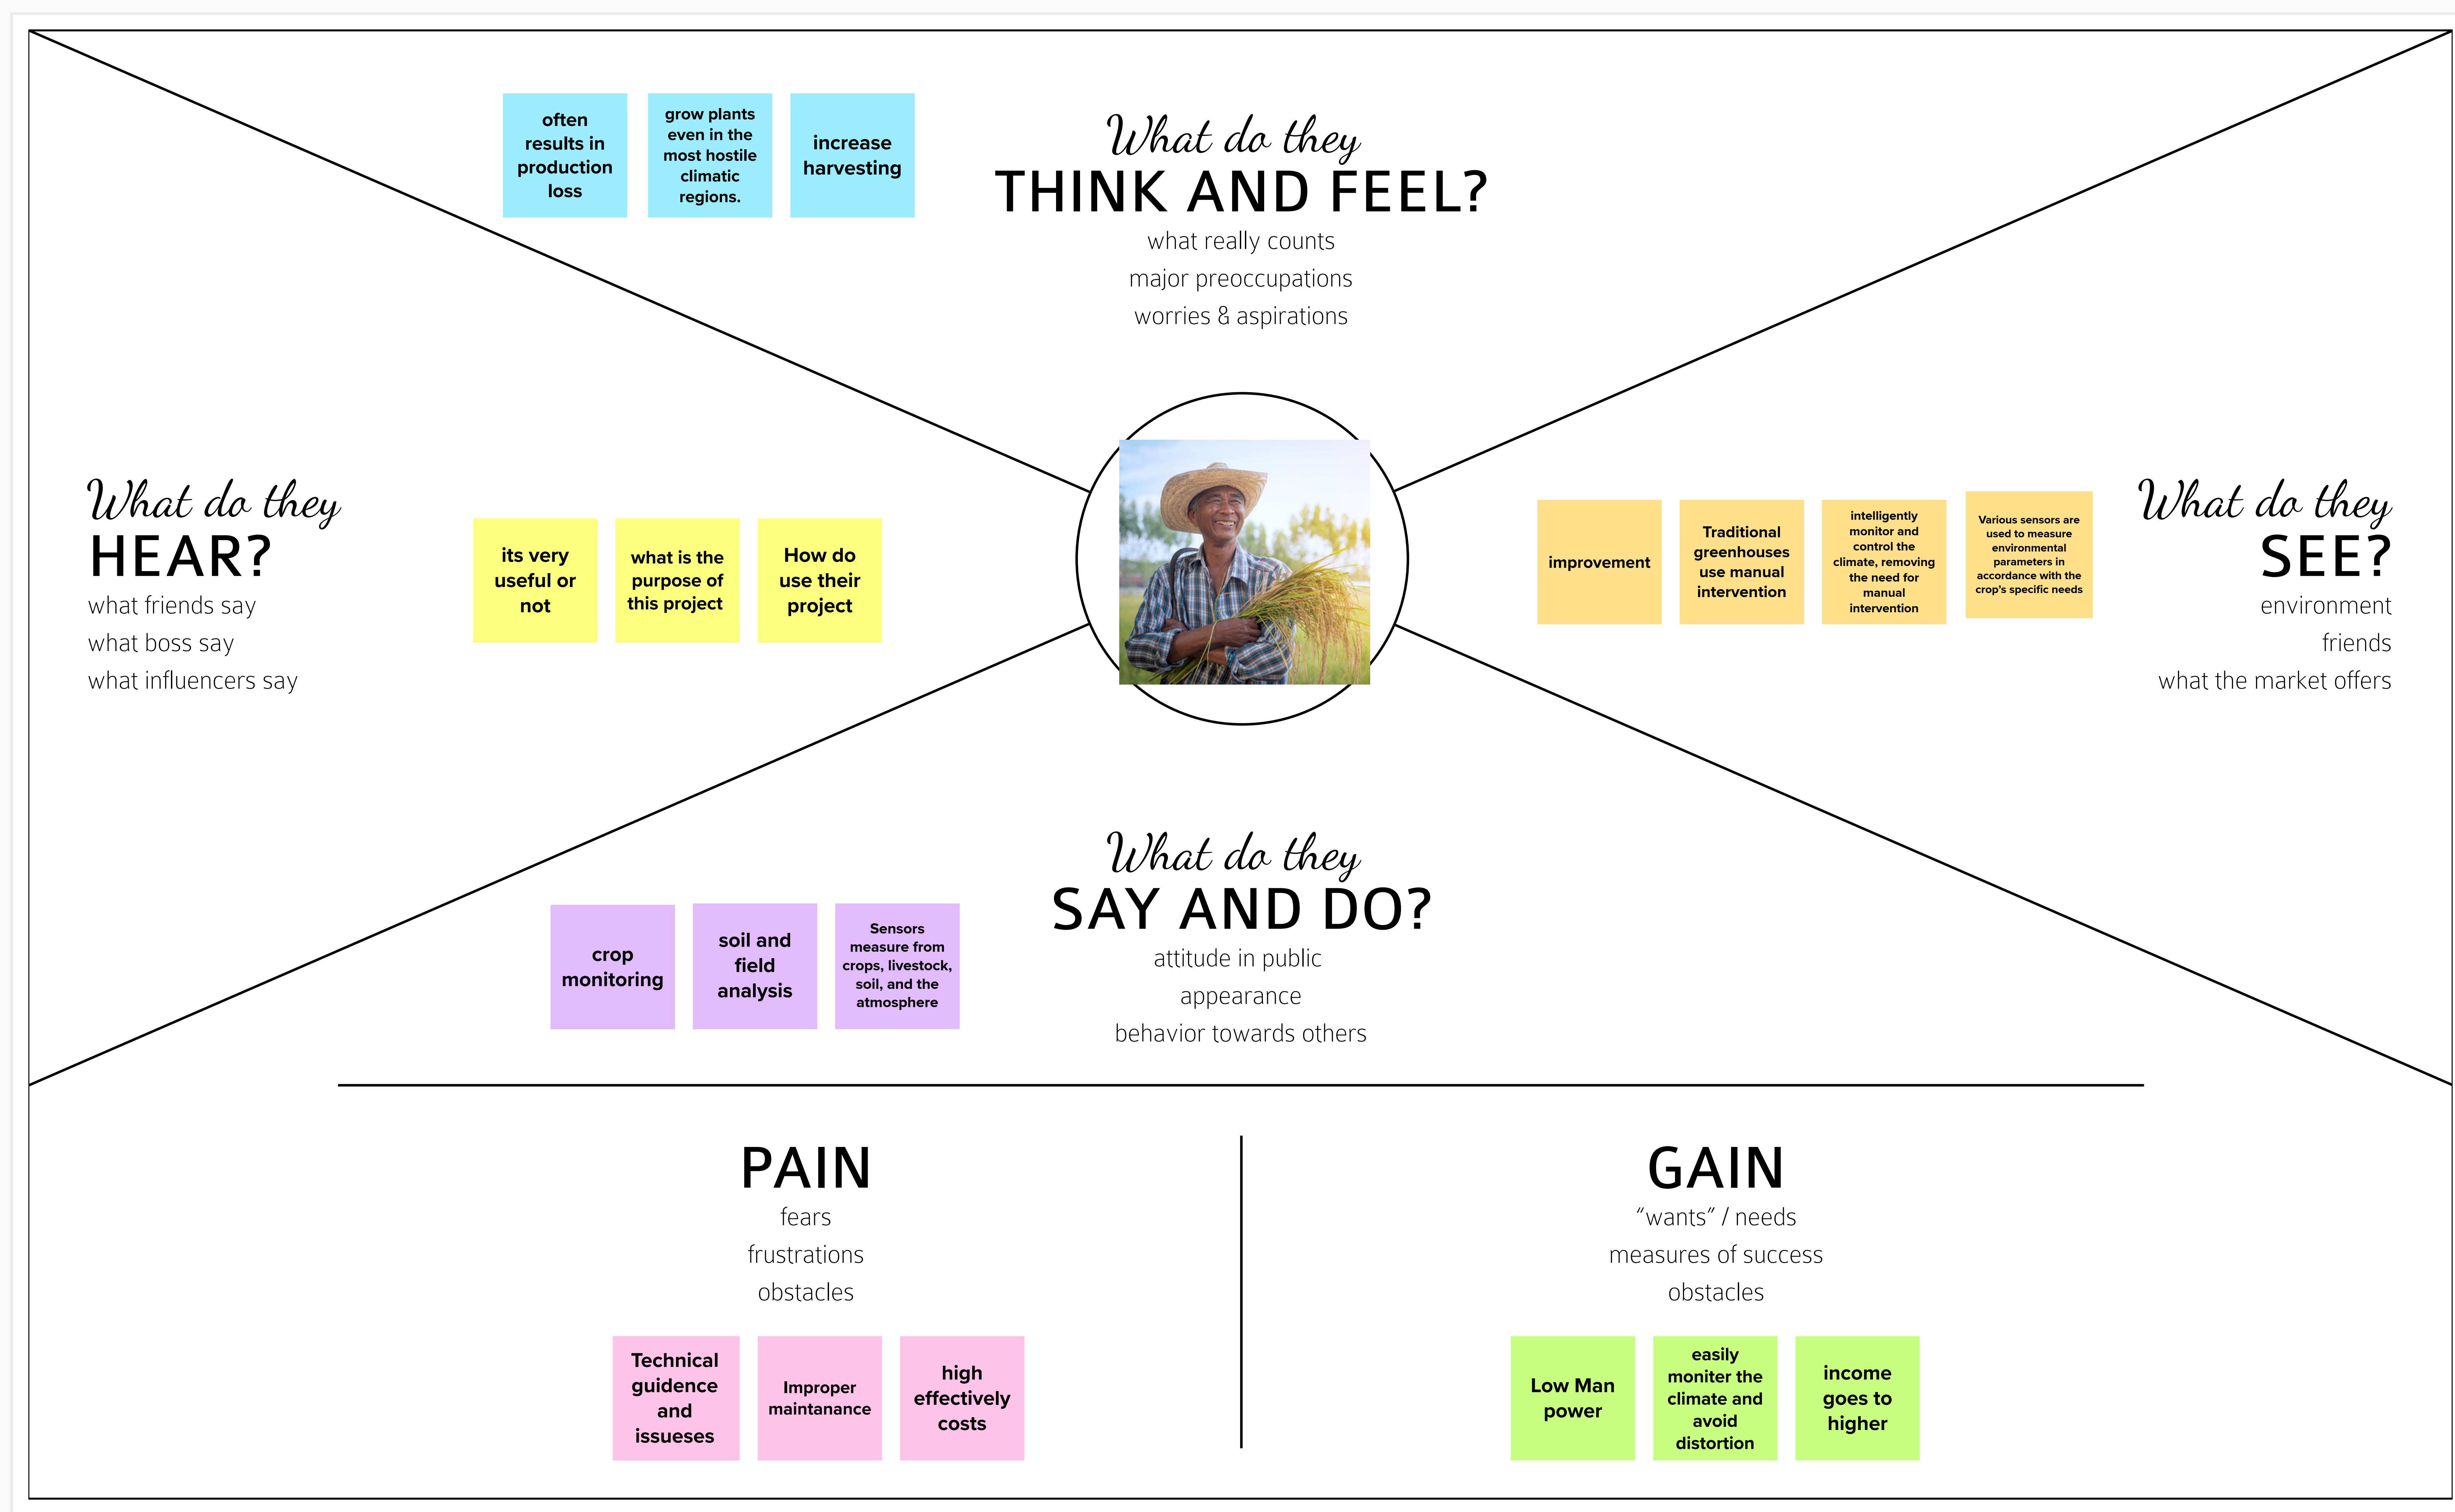 often
results in
production
loss
grow plants
even in the
most hostile
climatic
regions.
increase
harvesting
What do they
THINK AND FEEL?
what really counts
major preoccupations
worries & aspirations
What do they
HEAR?
what friends say
what boss say
what influencers say
its very
useful or
not
what is the
purpose of
this project
How do
use their
project
improvement
Traditional
greenhouses
use manual
intervention
intelligently
monitor and
control the
climate, removing
the need for
manual
intervention
Various sensors are
used to measure
environmental
parameters in
accordance with the
crop's specific needs
What do they
SEE?
environment
friends
what the market offers
What do they
SAY AND DO?
attitude in public
appearance
behavior towards others
crop
monitoring
soil and
field
analysis
Sensors
measure from
crops, livestock,
soil, and the
atmosphere
PAIN
fears
frustrations
obstacles
Technical
guidence
and
issueses
Improper
maintanance
high
effectively
costs
GAIN
“wants” / needs
measures of success
obstacles
Low Man
power
easily
moniter the
climate and
avoid
distortion
income
goes to
higher